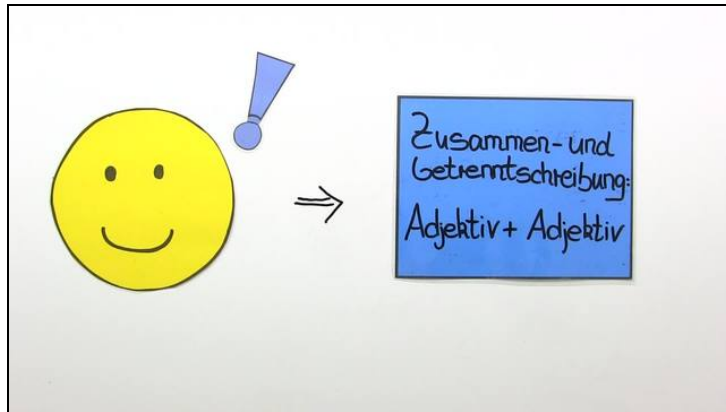 Zusammen- und
Getrenntschreibung:
Adjektiv + Adjektiv